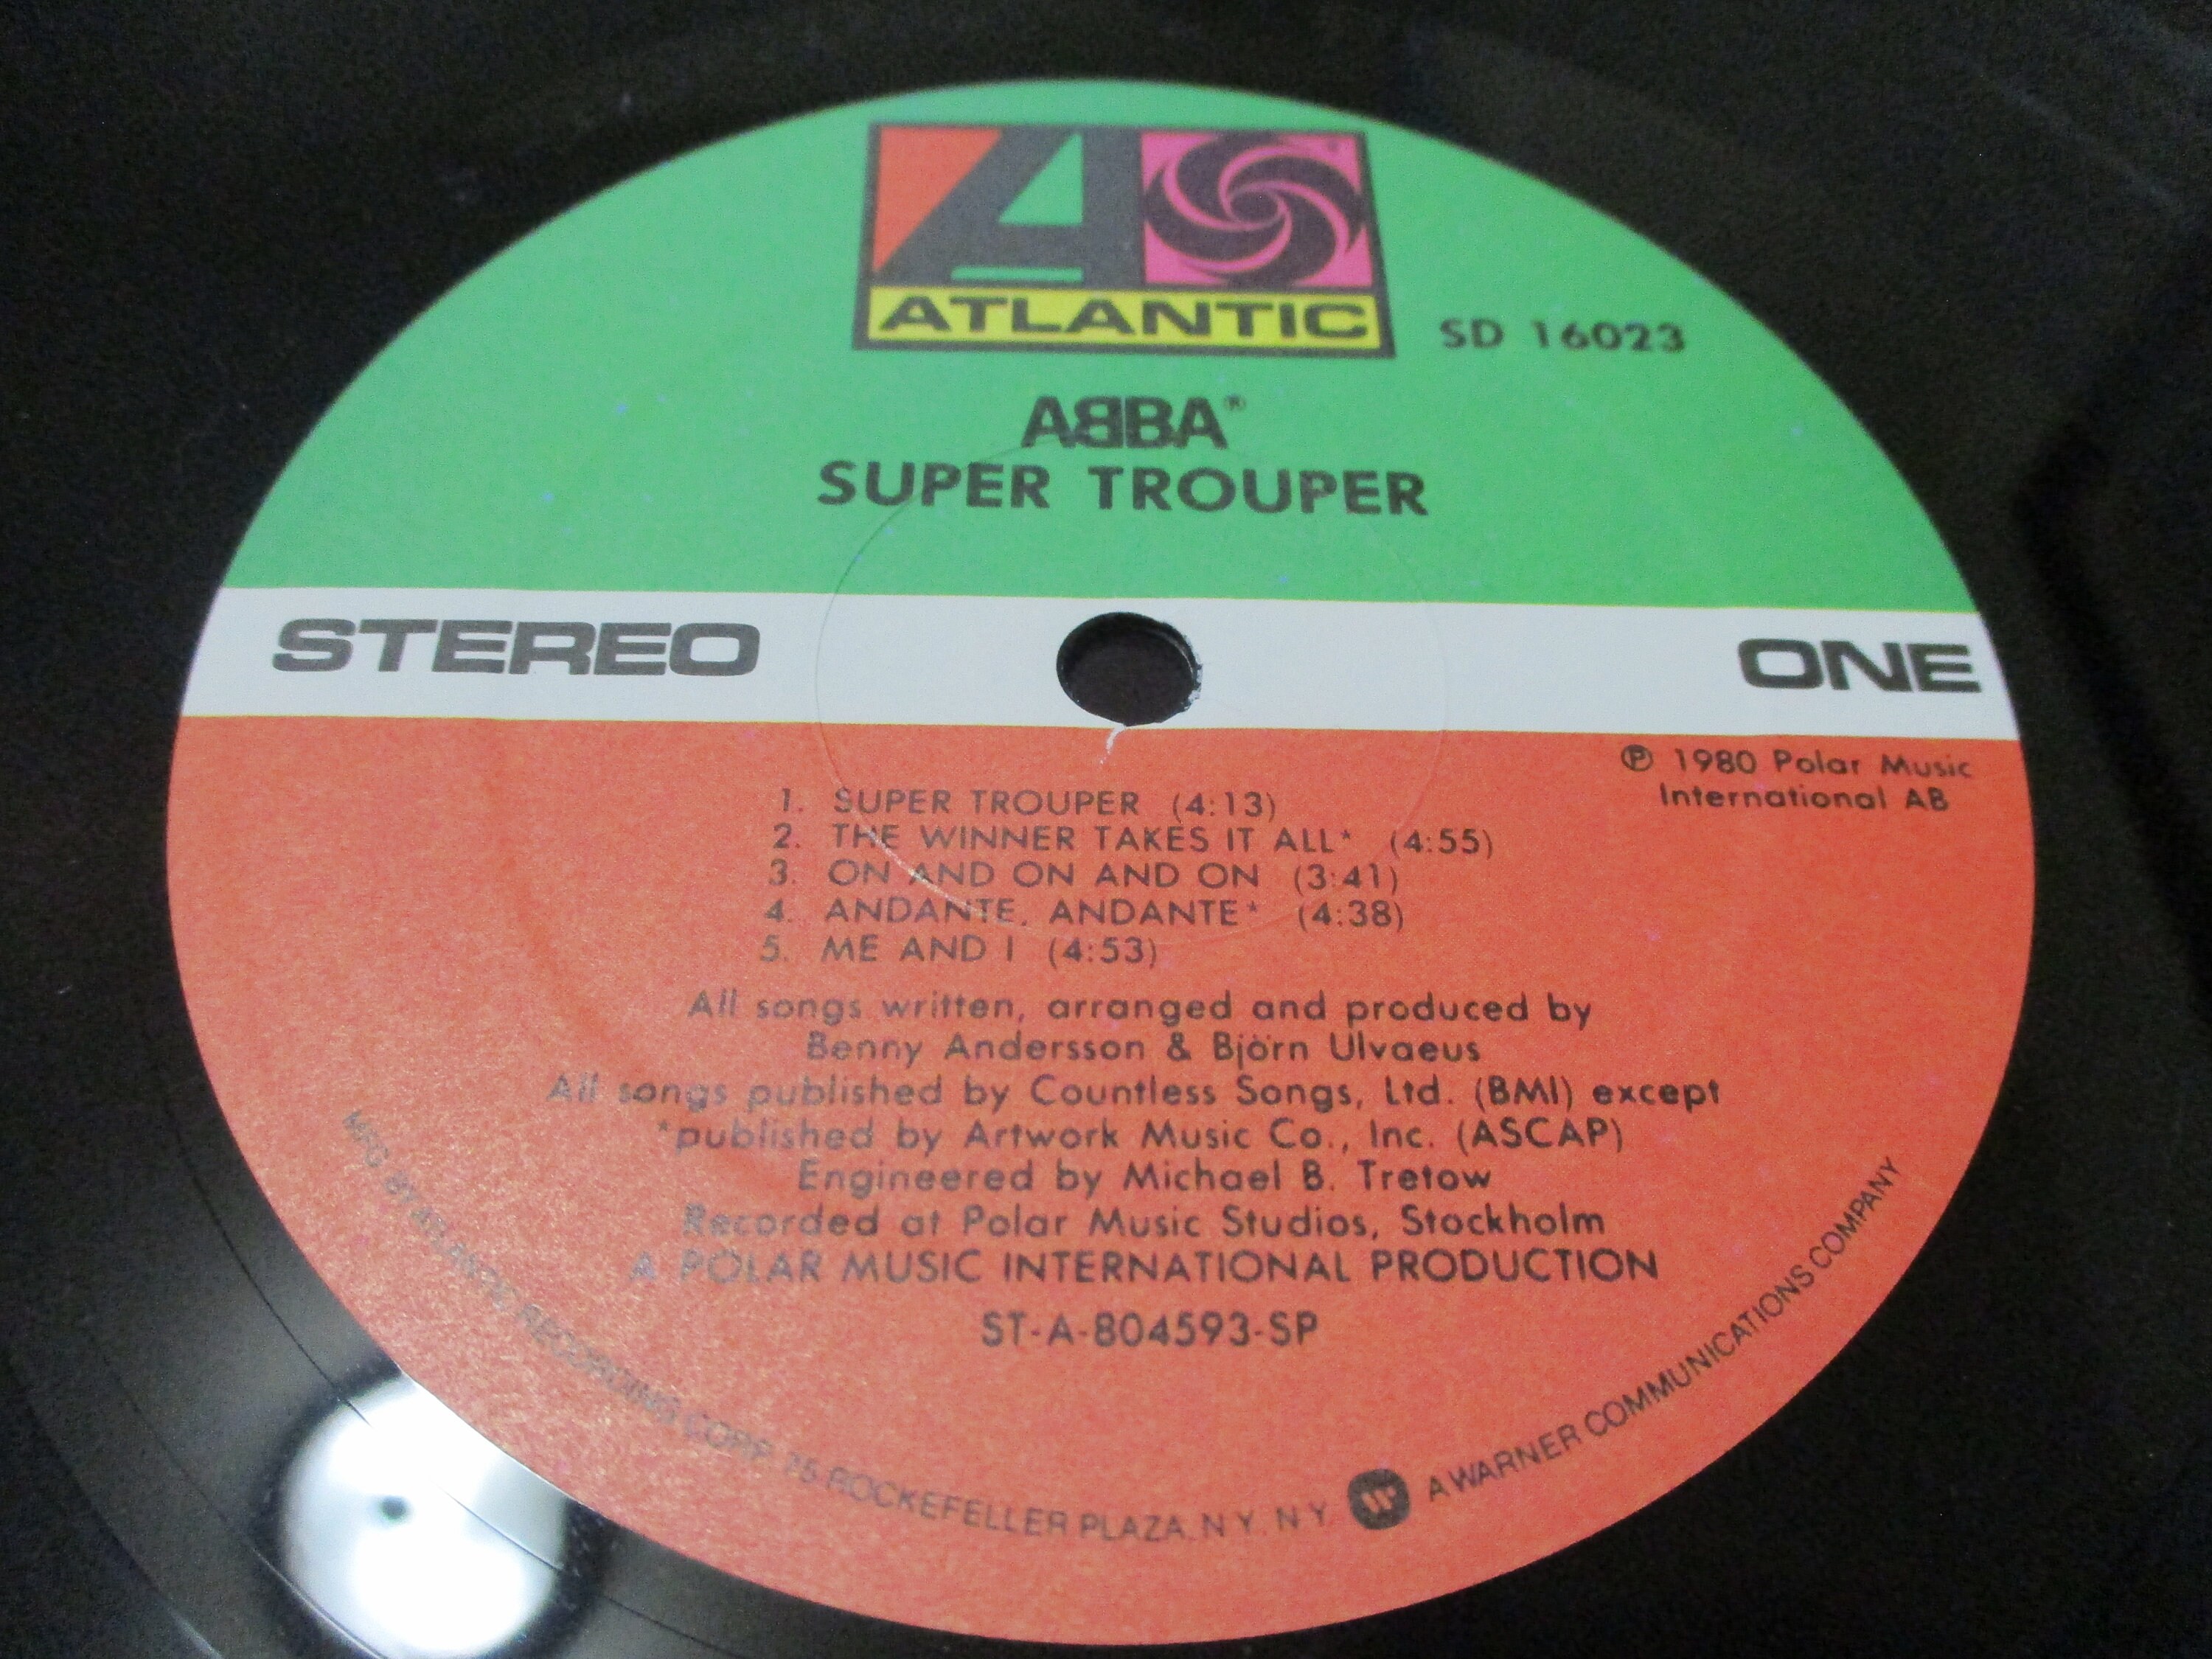 ATLANTIC
SD 16023
ABBA®
SUPER TROUPER
STEREO
ONE
℗ 1980 Polar Music
International AB
1. SUPER TROUPER (4:13)
2. THE WINNER TAKES IT ALL* (4:55)
3. ON AND ON AND ON (3:41)
4. ANDANTE, ANDANTE* (4:38)
5. ME AND I (4:53)
All songs written, arranged and produced by
Benny Andersson & Björn Ulvaeus
All songs published by Countless Songs, Ltd. (BMI) except
*published by Artwork Music Co., Inc. (ASCAP)
Engineered by Michael B. Tretow
Recorded at Polar Music Studios, Stockholm
A POLAR MUSIC INTERNATIONAL PRODUCTION
ST-A-804593-SP
MFG BY ATLANTIC RECORDING CORP 75 ROCKEFELLER PLAZA. N Y. N Y. W A WARNER COMMUNICATIONS COMPANY